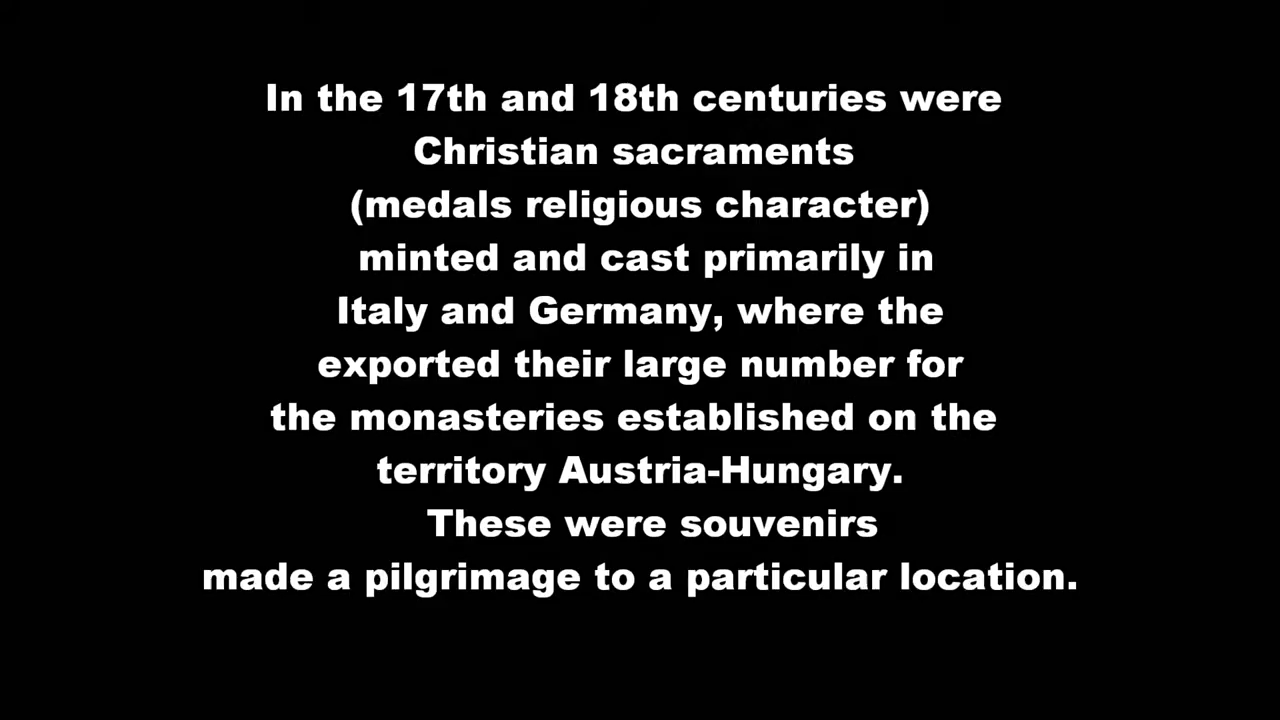 In the 17th and 18th centuries were
Christian sacraments
(medals religious character)
minted and cast primarily in
Italy and Germany, where the
exported their large number for
the monasteries established on the
territory Austria-Hungary.
These were souvenirs
made a pilgrimage to a particular location.